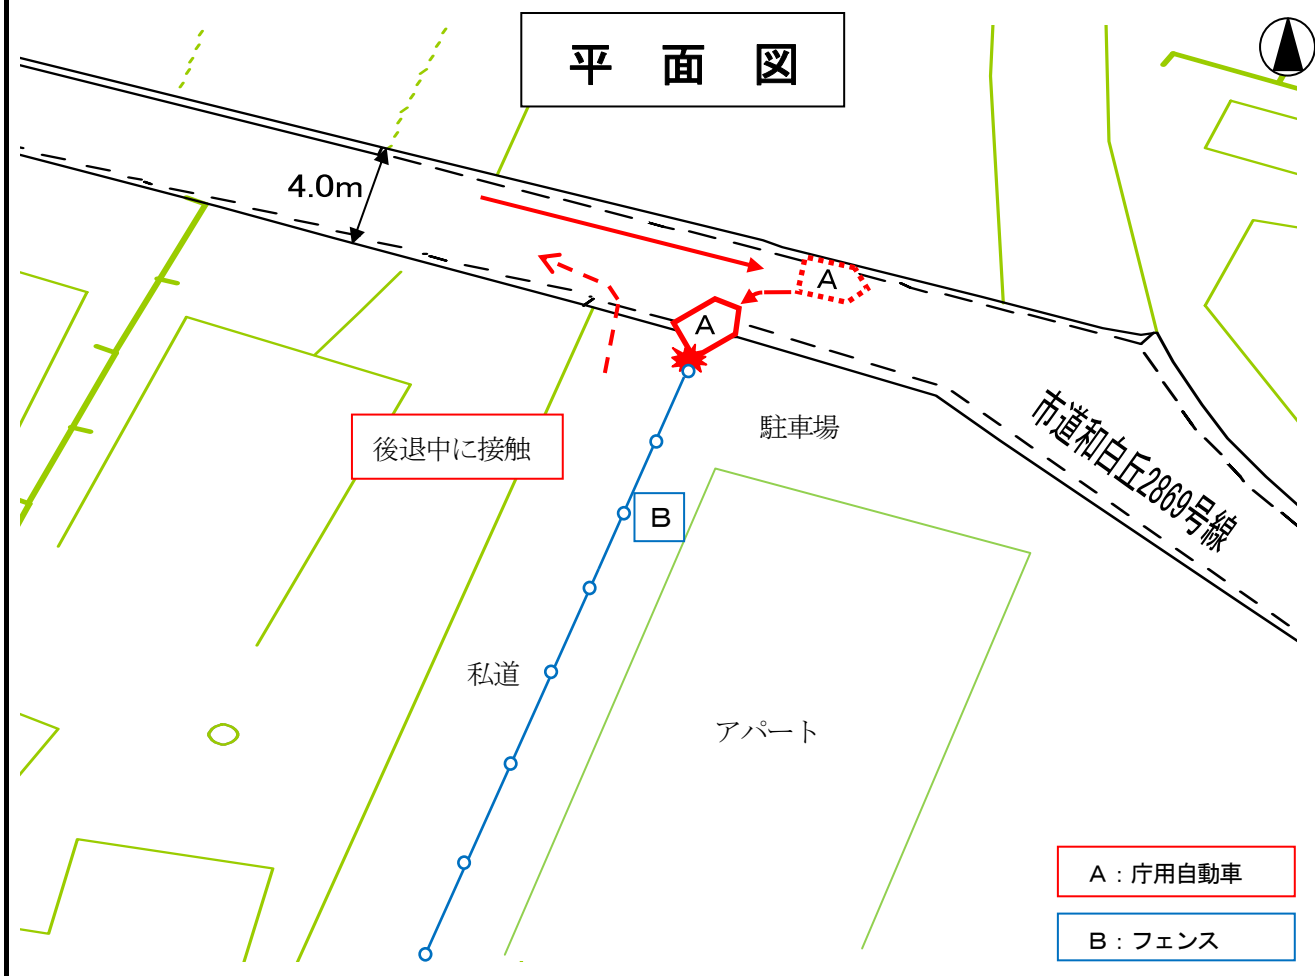 平 面 図
4.0m
A
A
市道和白丘2869号線
駐車場
後退中に接触
B
私道
アパート
A：庁用自動車
B：フェンス